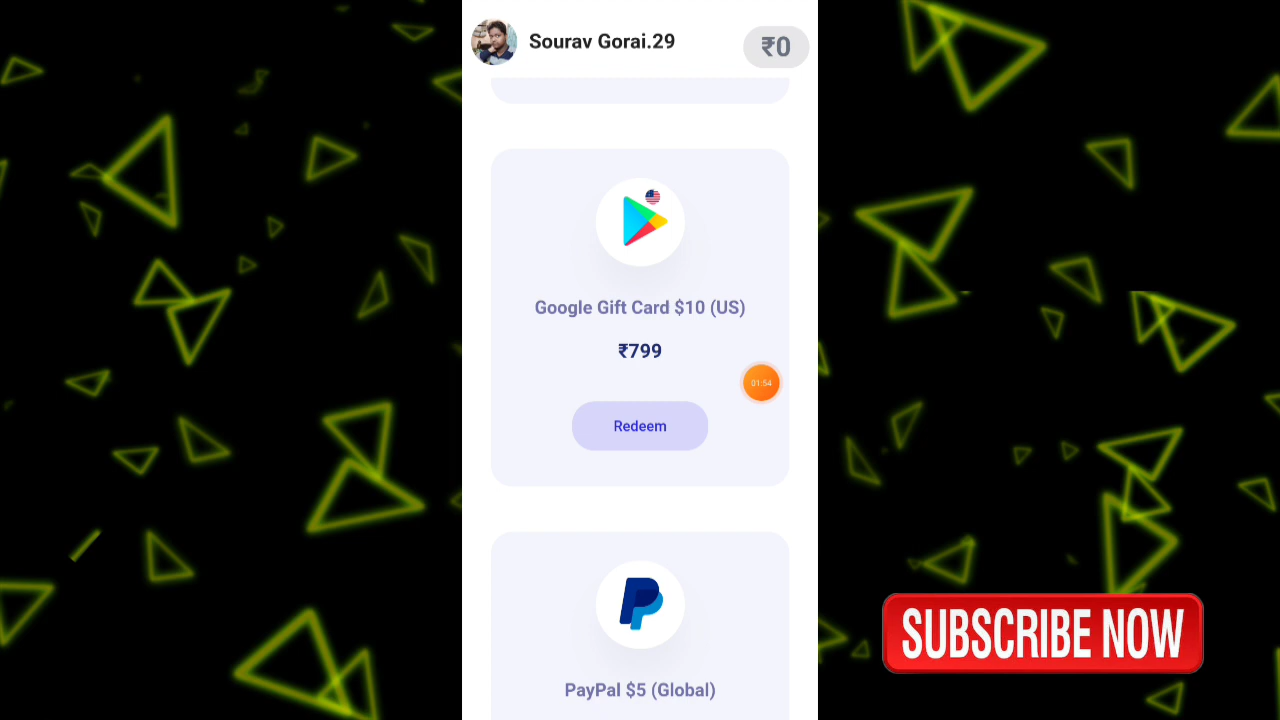 Sourav Gorai.29
₹0
Google Gift Card $10 (US)
₹799
01:54
Redeem
PayPal $5 (Global)
SUBSCRIBE NOW